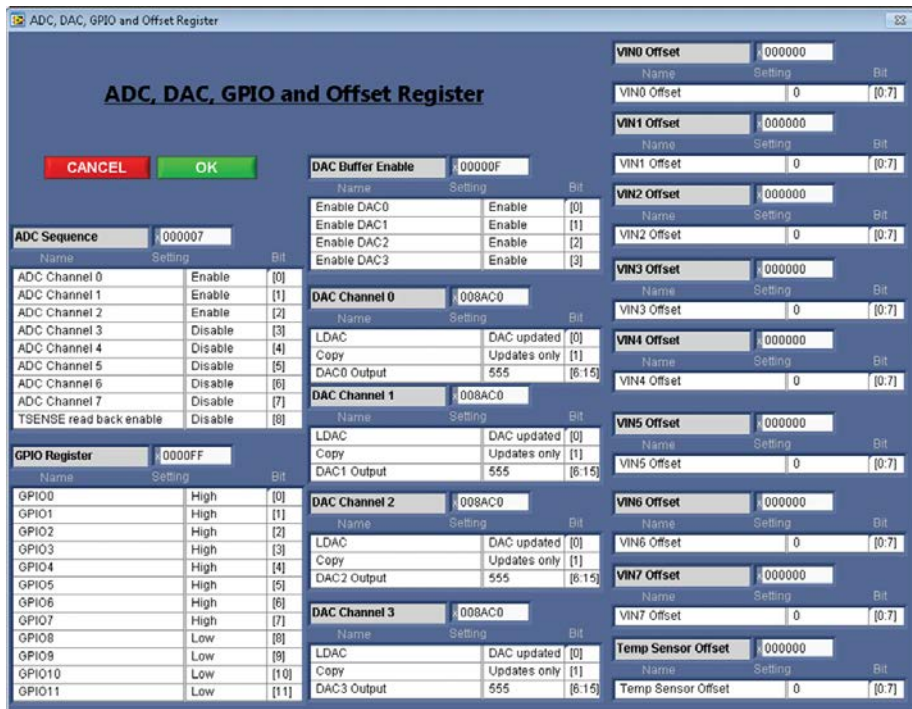 ADC, DAC, GPIO and Offset Register
ADC, DAC, GPIO and Offset Register
CANCEL OK
ADC Sequence x 000007
Name Setting Bit
ADC Channel 0 Enable [0]
ADC Channel 1 Enable [1]
ADC Channel 2 Enable [2]
ADC Channel 3 Disable [3]
ADC Channel 4 Disable [4]
ADC Channel 5 Disable [5]
ADC Channel 6 Disable [6]
ADC Channel 7 Disable [7]
TSENSE read back enable Disable [8]
GPIO Register x 0000FF
Name Setting Bit
GPIO0 High [0]
GPIO1 High [1]
GPIO2 High [2]
GPIO3 High [3]
GPIO4 High [4]
GPIO5 High [5]
GPIO6 High [6]
GPIO7 High [7]
GPIO8 Low [8]
GPIO9 Low [9]
GPIO10 Low [10]
GPIO11 Low [11]
DAC Buffer Enable x 00000F
Name Setting Bit
Enable DAC0 Enable [0]
Enable DAC1 Enable [1]
Enable DAC2 Enable [2]
Enable DAC3 Enable [3]
DAC Channel 0 x 008AC0
Name Setting Bit
LDAC DAC updated [0]
Copy Updates only [1]
DAC0 Output 555 [6:15]
DAC Channel 1 x 008AC0
Name Setting Bit
LDAC DAC updated [0]
Copy Updates only [1]
DAC1 Output 555 [6:15]
DAC Channel 2 x 008AC0
Name Setting Bit
LDAC DAC updated [0]
Copy Updates only [1]
DAC2 Output 555 [6:15]
DAC Channel 3 x 008AC0
Name Setting Bit
LDAC DAC updated [0]
Copy Updates only [1]
DAC3 Output 555 [6:15]
VIN0 Offset x 000000
Name Setting Bit
VIN0 Offset 0 [0:7]
VIN1 Offset x 000000
Name Setting Bit
VIN1 Offset 0 [0:7]
VIN2 Offset x 000000
Name Setting Bit
VIN2 Offset 0 [0:7]
VIN3 Offset x 000000
Name Setting Bit
VIN3 Offset 0 [0:7]
VIN4 Offset x 000000
Name Setting Bit
VIN4 Offset 0 [0:7]
VIN5 Offset x 000000
Name Setting Bit
VIN5 Offset 0 [0:7]
VIN6 Offset x 000000
Name Setting Bit
VIN6 Offset 0 [0:7]
VIN7 Offset x 000000
Name Setting Bit
VIN7 Offset 0 [0:7]
Temp Sensor Offset x 000000
Name Setting Bit
Temp Sensor Offset 0 [0:7]